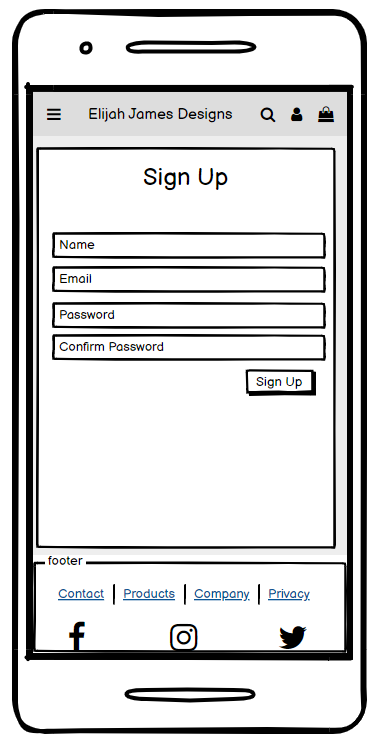 Elijah James Designs
Sign Up
Name
Email
Password
Confirm Password
Sign Up
footer
Contact Products Company Privacy